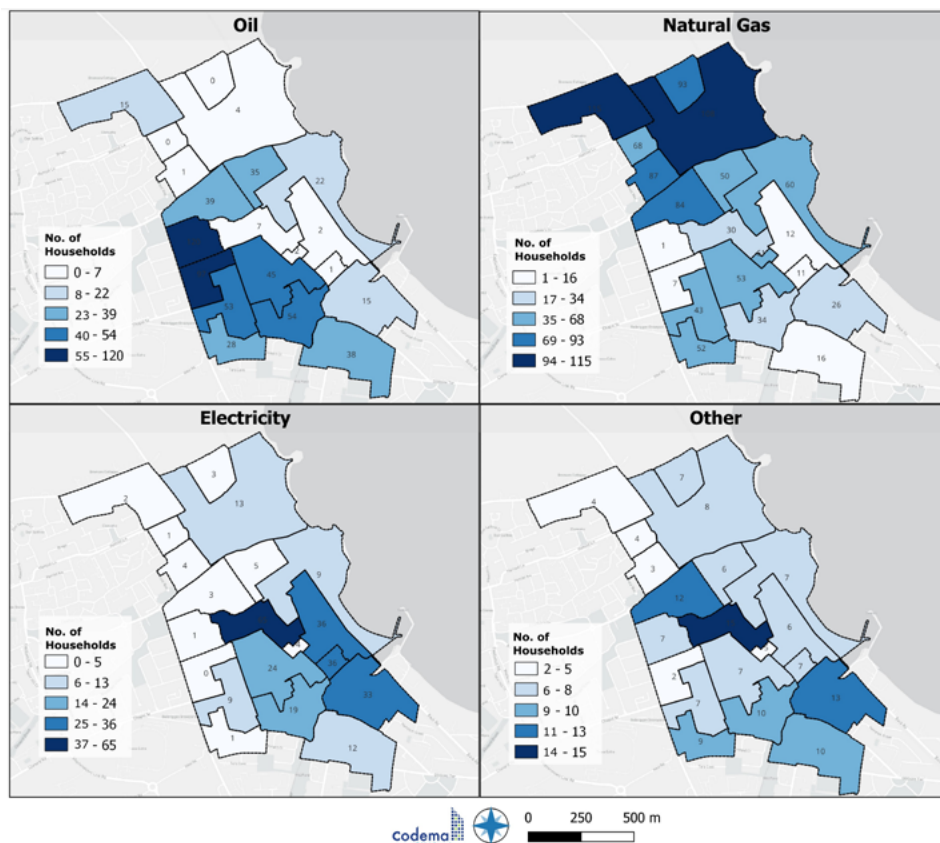 Oil
15
0
4
0
1
35
22
39
7
2
2
1
45
15
53
54
28
38
No. of
Households
0 - 7
8 - 22
23 - 39
40 - 54
55 - 120
Natural Gas
93
68
87
50
60
84
30
12
1
11
53
7
26
43
34
52
16
No. of
Households
1 - 16
17 - 34
35 - 68
69 - 93
94 - 115
Electricity
3
2
13
1
4
5
9
3
36
1
36
24
0
33
9
19
1
12
No. of
Households
0 - 5
6 - 13
14 - 24
25 - 36
37 - 65
Other
7
4
8
4
3
6
7
12
6
7
7
7
2
13
7
10
9
10
No. of
Households
2 - 5
6 - 8
9 - 10
11 - 13
14 - 15
codema
0 250 500 m